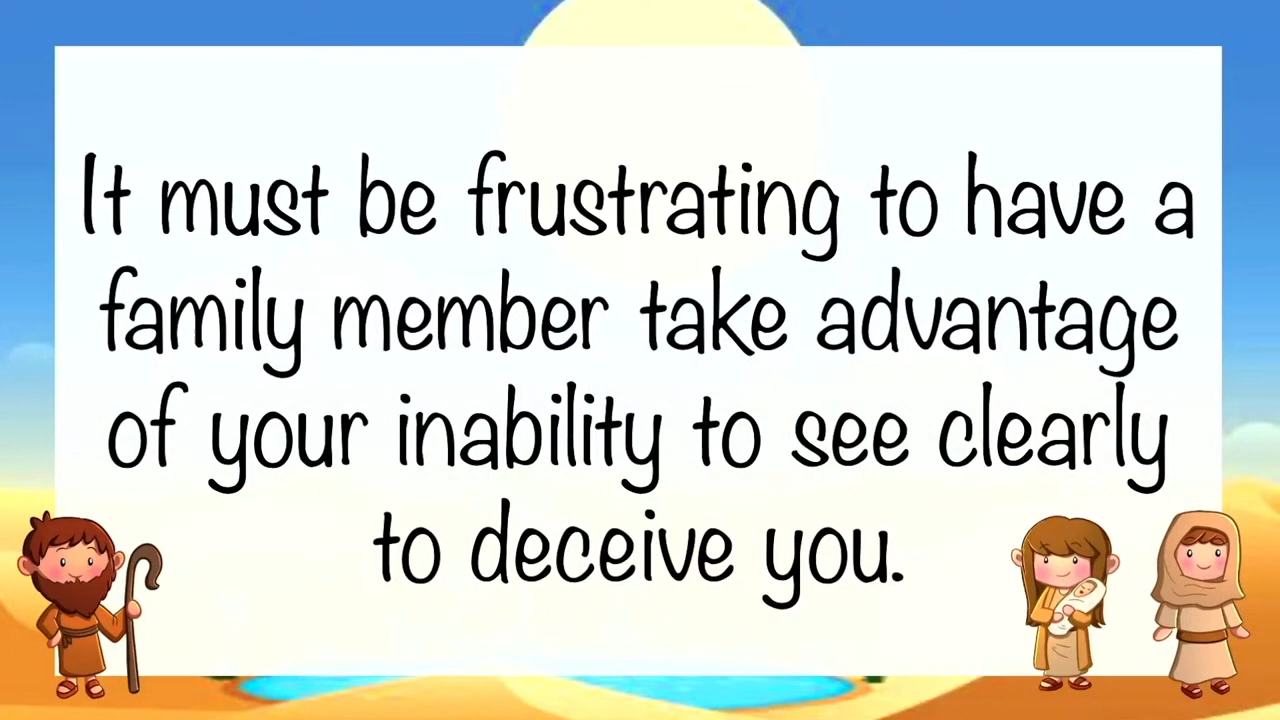 It must be frustrating to have a
family member take advantage
of your inability to see clearly
to deceive you.